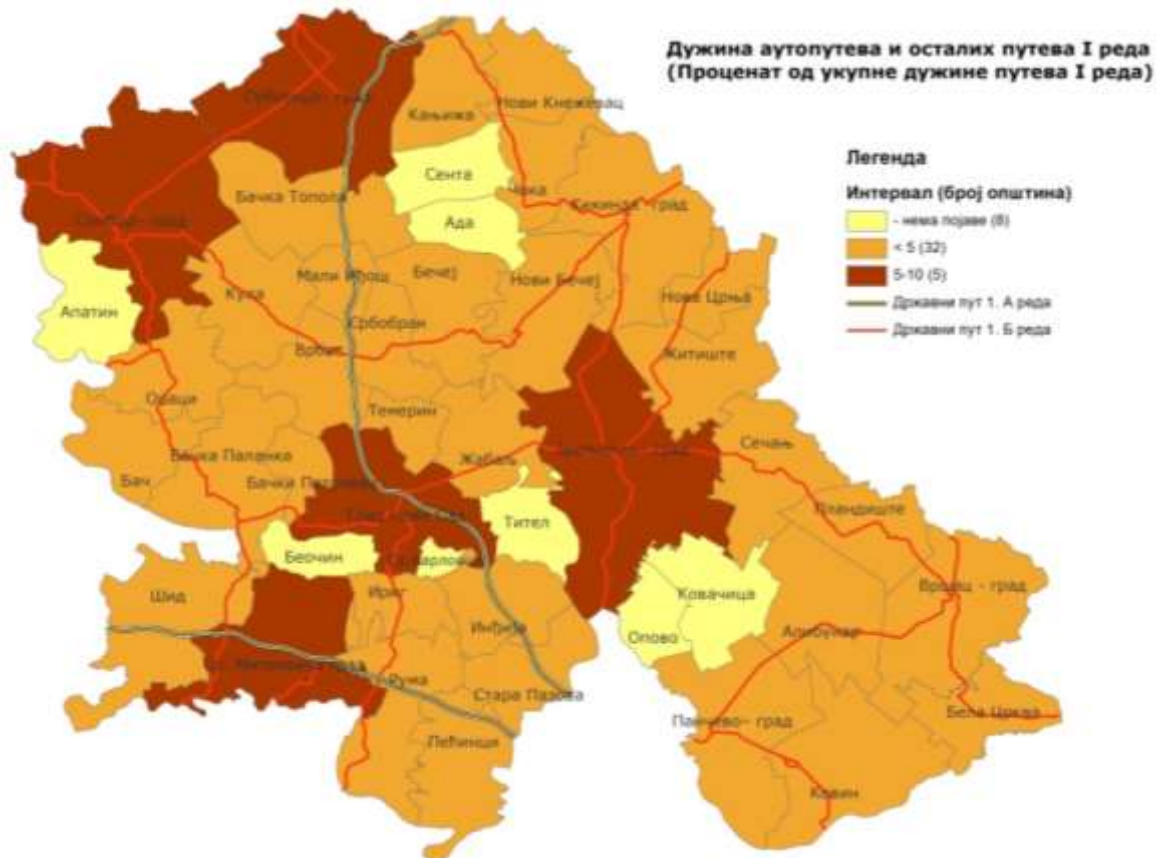 Дужина аутопутева и осталих путева I реда
(Проценат од укупне дужине путева I реда)
Легенда
Интервал (број општина)
- нема појаве (8)
< 5 (32)
5-10 (5)
Државни пут 1. А реда
Државни пут 1. Б реда
Нови Кнежевац
Кањижа
Сента
Чока
Бачка Топола
Ада
Кикинда - град
Мали Иђош
Бечеј
Нови Бечеј
Кула
Нова Црња
Апатин
Србобран
Врбас
Житиште
Оџаци
Темерин
Сечањ
Бачка Паланка
Жабаљ
Бач
Бачки
Пландиште
Тител
Беочин
Шид
Ириг
Ковачица
Вршац - град
Инђија
Опово
Алибунар
Рума
Стара Пазова
Бела Црква
Панчево- град
Пећинци
Ковин